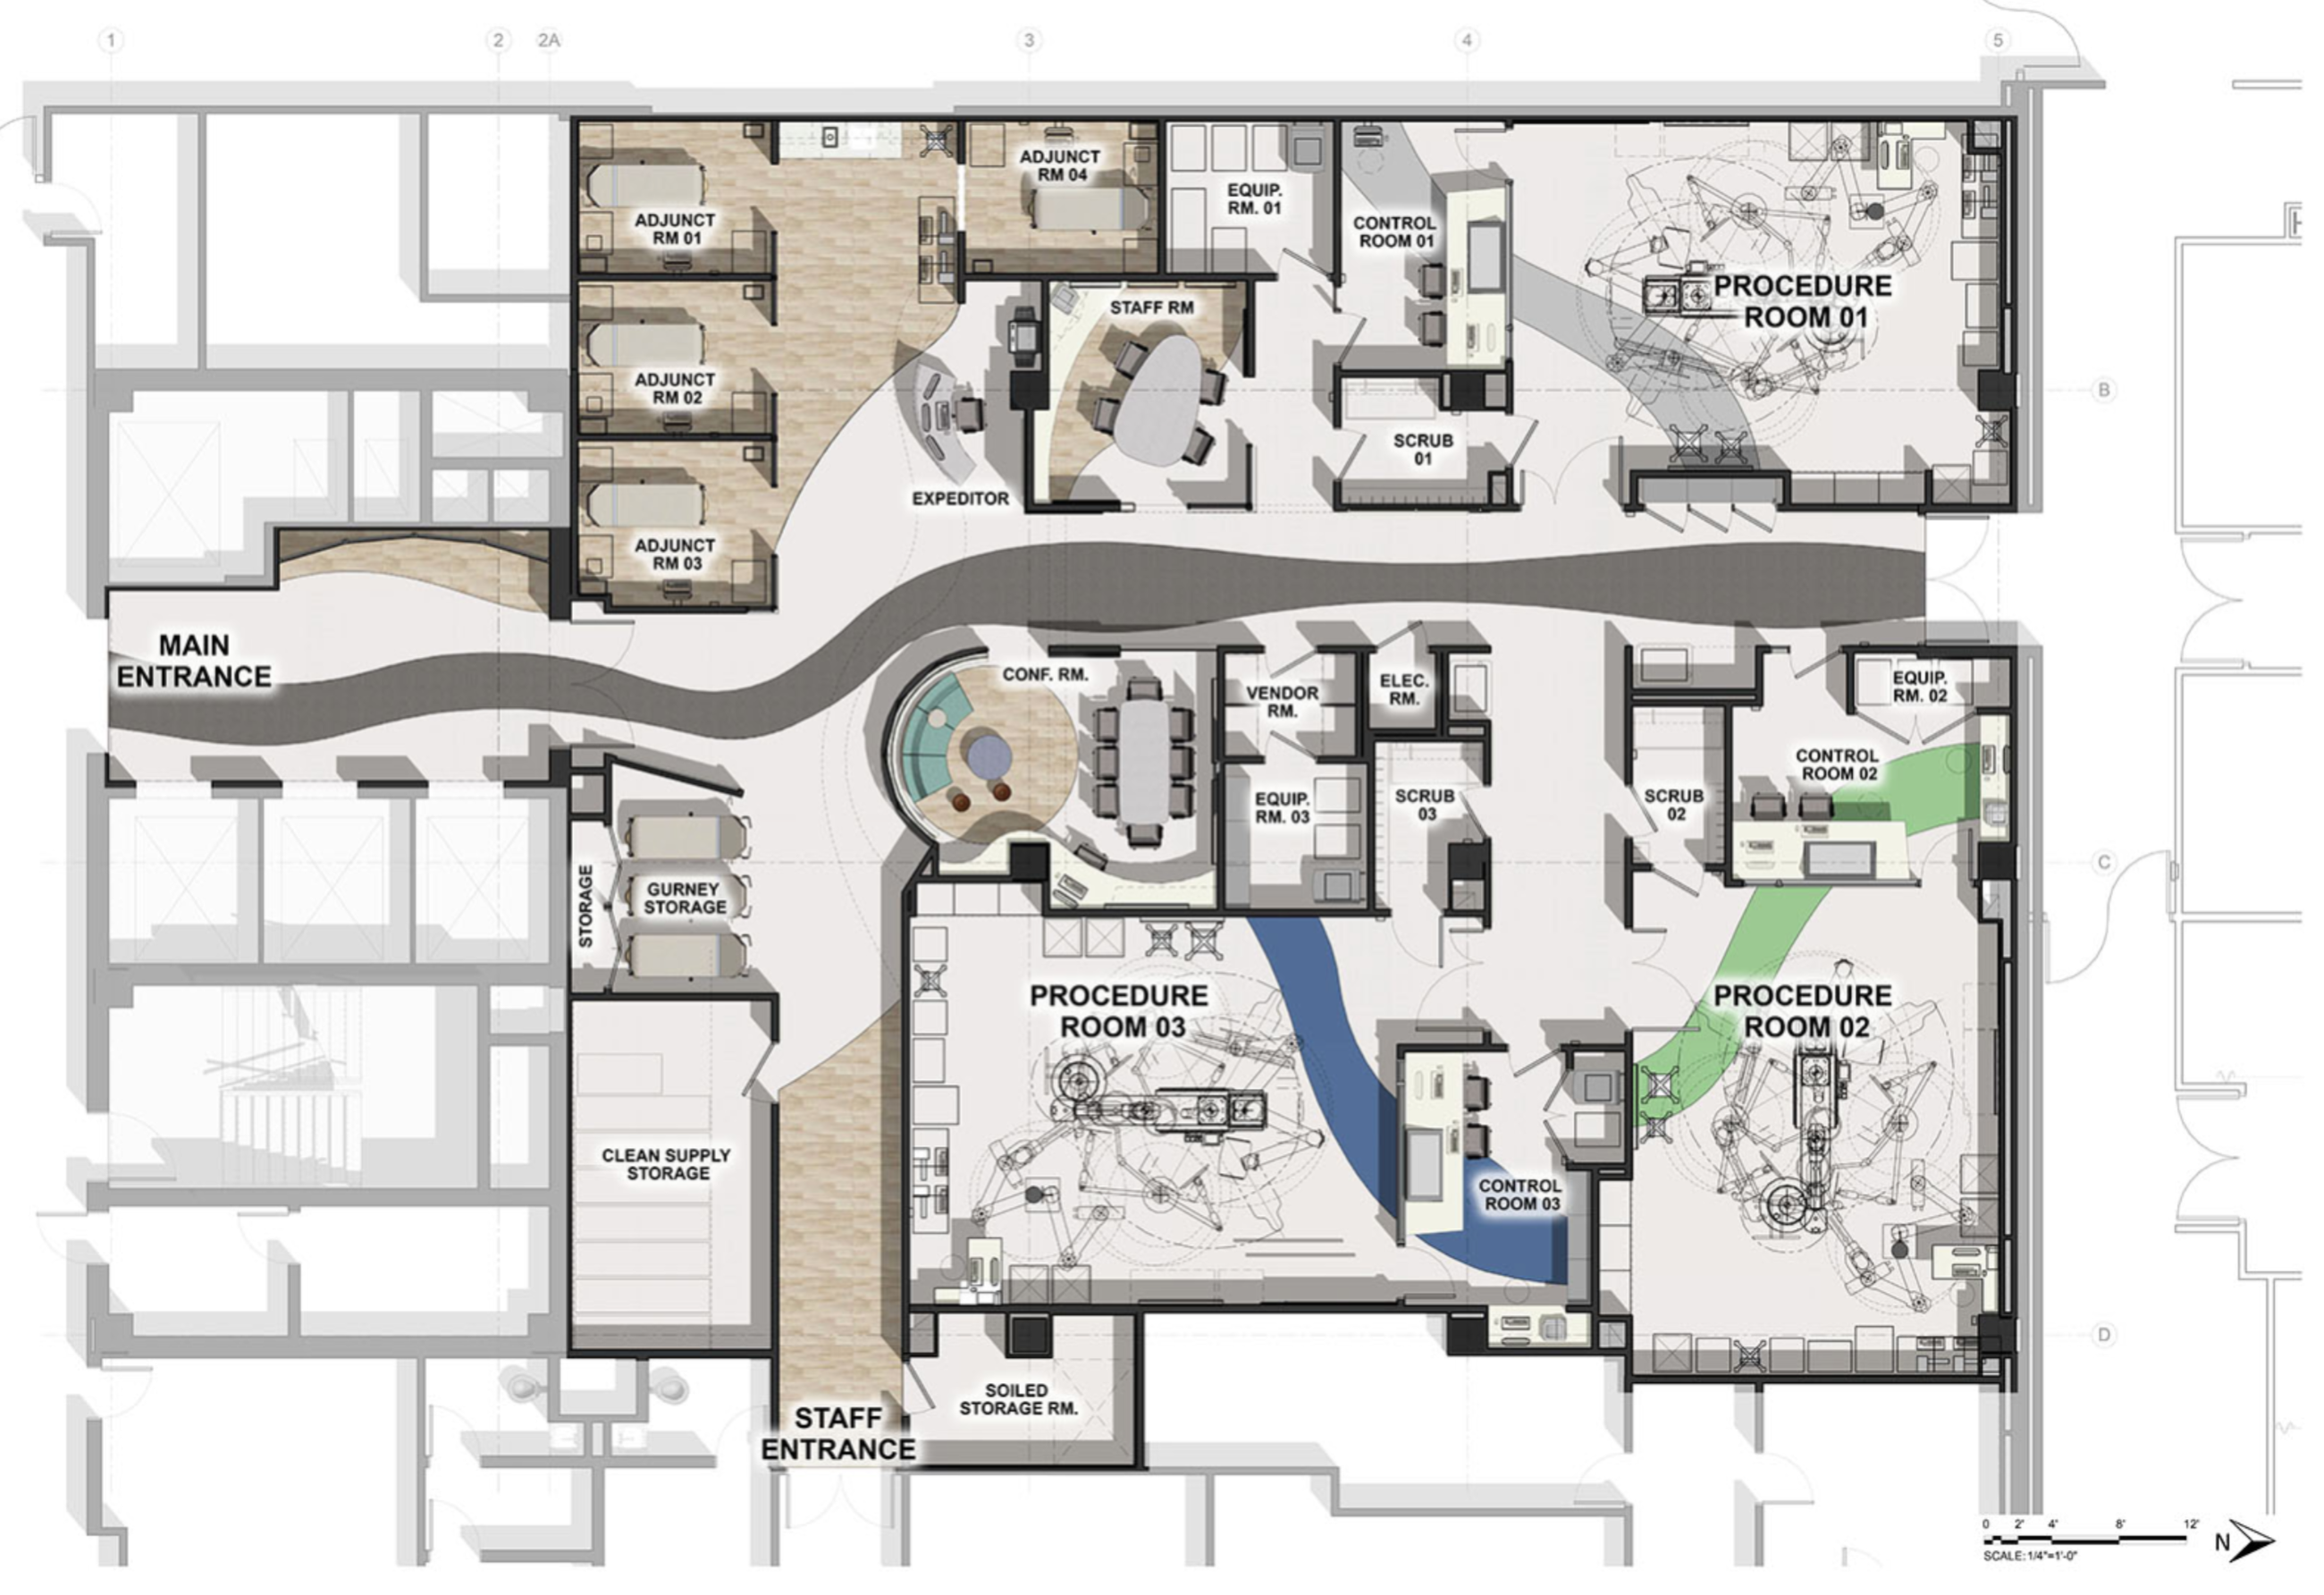 1
2
2A
3
4
5
ADJUNCT
RM 01
ADJUNCT
RM 04
EQUIP.
RM. 01
CONTROL
ROOM 01
PROCEDURE
ROOM 01
STAFF RM
ADJUNCT
RM 02
B
SCRUB
01
EXPEDITOR
ADJUNCT
RM 03
MAIN
ENTRANCE
CONF. RM.
VENDOR
RM.
ELEC.
RM.
EQUIP.
RM. 02
CONTROL
ROOM 02
EQUIP.
RM. 03
SCRUB
03
SCRUB
02
C
STORAGE
GURNEY
STORAGE
PROCEDURE
ROOM 03
PROCEDURE
ROOM 02
CLEAN SUPPLY
STORAGE
CONTROL
ROOM 03
D
SOILED
STORAGE RM.
STAFF
ENTRANCE
0 2' 4' 8' 12'
SCALE: 1/4"=1'-0"
N